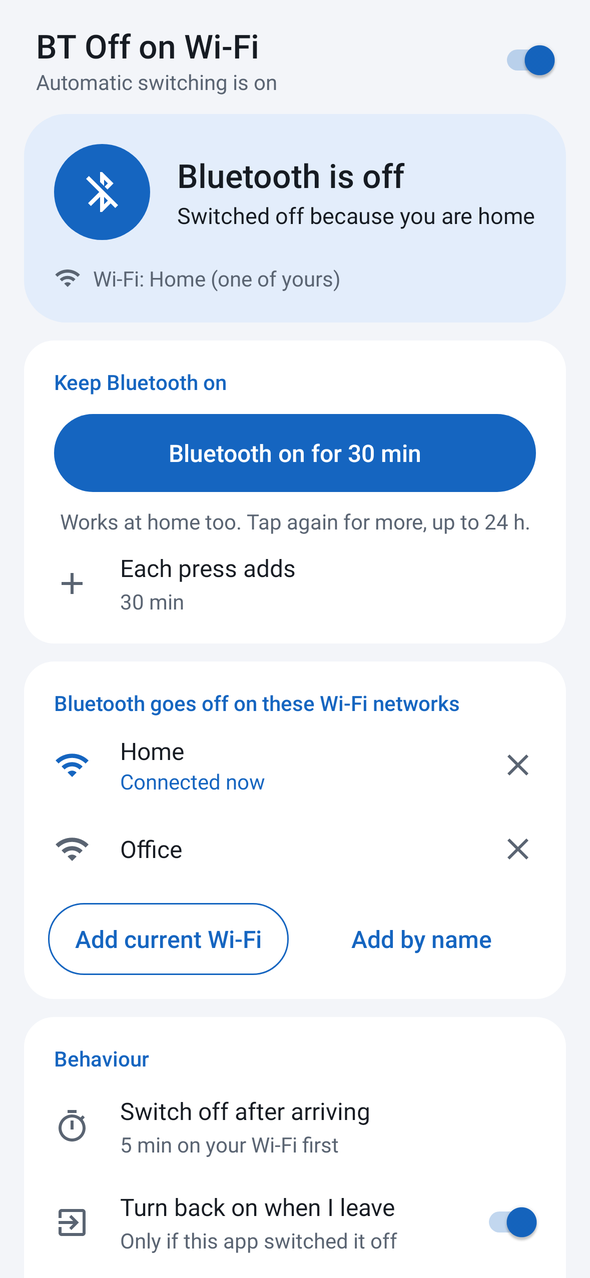 BT Off on Wi-Fi
Automatic switching is on
Bluetooth is off
Switched off because you are home
Wi-Fi: Home (one of yours)
Keep Bluetooth on
Bluetooth on for 30 min
Works at home too. Tap again for more, up to 24 h.
Each press adds
30 min
Bluetooth goes off on these Wi-Fi networks
Home
Connected now
Office
Add current Wi-Fi
Add by name
Behaviour
Switch off after arriving
5 min on your Wi-Fi first
Turn back on when I leave
Only if this app switched it off